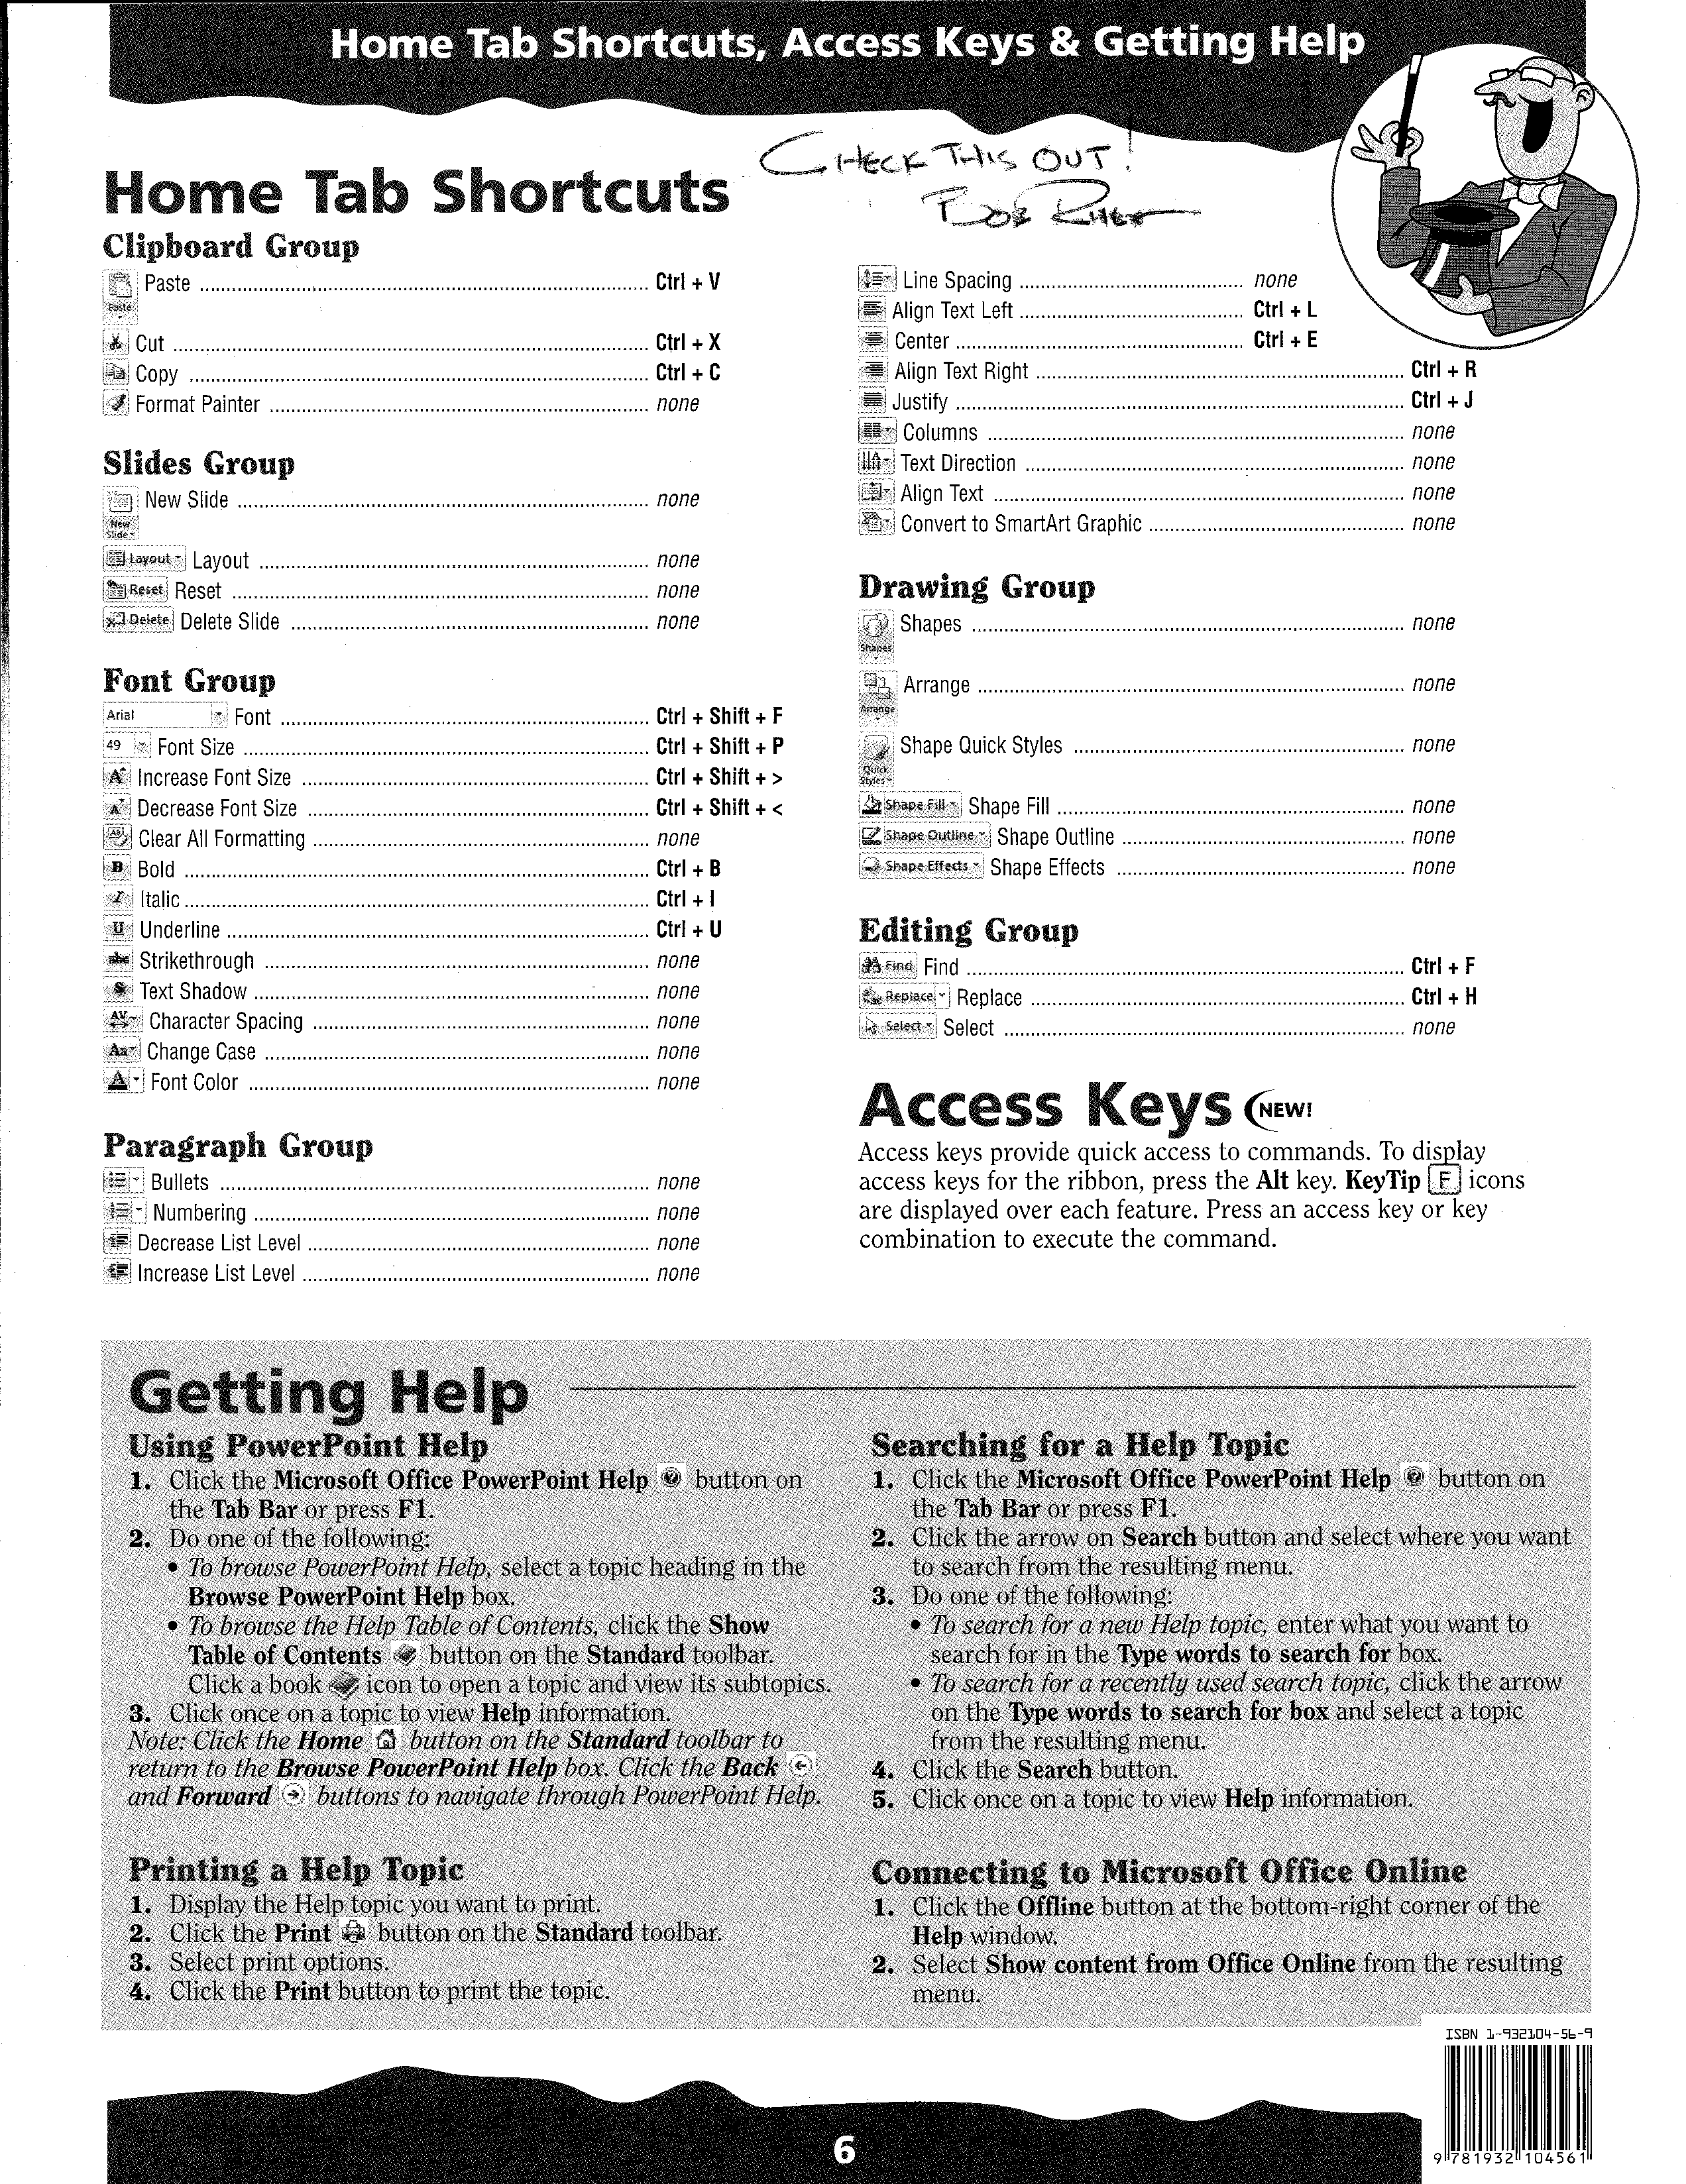 Home Tab Shortcuts, Access Keys & Getting Help
CHECK THIS OUT!
BOB
Home Tab Shortcuts
Clipboard Group
Paste
Paste ........ Ctrl + V
Cut ........ Ctrl + X
Copy ........ Ctrl + C
Format Painter ........ none
Slides Group
New Slide ........ none
New
Slide
Layout Layout ........ none
Reset Reset ........ none
Delete Delete Slide ........ none
Font Group
Arial Font ........ Ctrl + Shift + F
49 Font Size ........ Ctrl + Shift + P
A Increase Font Size ........ Ctrl + Shift + >
A Decrease Font Size ........ Ctrl + Shift + <
Clear All Formatting ........ none
B Bold ........ Ctrl + B
I Italic ........ Ctrl + I
U Underline ........ Ctrl + U
abc Strikethrough ........ none
S Text Shadow ........ none
AV Character Spacing ........ none
Aa Change Case ........ none
A Font Color ........ none
Paragraph Group
Bullets ........ none
Numbering ........ none
Decrease List Level ........ none
Increase List Level ........ none
Line Spacing ........ none
Align Text Left ........ Ctrl + L
Center ........ Ctrl + E
Align Text Right ........ Ctrl + R
Justify ........ Ctrl + J
Columns ........ none
Text Direction ........ none
Align Text ........ none
Convert to SmartArt Graphic ........ none
Drawing Group
Shapes ........ none
Shapes
Arrange ........ none
Arrange
Shape Quick Styles ........ none
Quick
Styles
Shape Fill Shape Fill ........ none
Shape Outline Shape Outline ........ none
Shape Effects Shape Effects ........ none
Editing Group
Find Find ........ Ctrl + F
Replace Replace ........ Ctrl + H
Select Select ........ none
Access Keys NEW!
Access keys provide quick access to commands. To display
access keys for the ribbon, press the Alt key. KeyTip F icons
are displayed over each feature. Press an access key or key
combination to execute the command.
Getting Help
Using PowerPoint Help
1. Click the Microsoft Office PowerPoint Help button on
the Tab Bar or press F1.
2. Do one of the following:
• To browse PowerPoint Help, select a topic heading in the
Browse PowerPoint Help box.
• To browse the Help Table of Contents, click the Show
Table of Contents button on the Standard toolbar.
Click a book icon to open a topic and view its subtopics.
3. Click once on a topic to view Help information.
Note: Click the Home button on the Standard toolbar to
return to the Browse PowerPoint Help box. Click the Back
and Forward buttons to navigate through PowerPoint Help.
Printing a Help Topic
1. Display the Help topic you want to print.
2. Click the Print button on the Standard toolbar.
3. Select print options.
4. Click the Print button to print the topic.
Searching for a Help Topic
1. Click the Microsoft Office PowerPoint Help button on
the Tab Bar or press F1.
2. Click the arrow on Search button and select where you want
to search from the resulting menu.
3. Do one of the following:
• To search for a new Help topic, enter what you want to
search for in the Type words to search for box.
• To search for a recently used search topic, click the arrow
on the Type words to search for box and select a topic
from the resulting menu.
4. Click the Search button.
5. Click once on a topic to view Help information.
Connecting to Microsoft Office Online
1. Click the Offline button at the bottom-right corner of the
Help window.
2. Select Show content from Office Online from the resulting
menu.
ISBN 1-932104-56-9
9 781932 104561
6